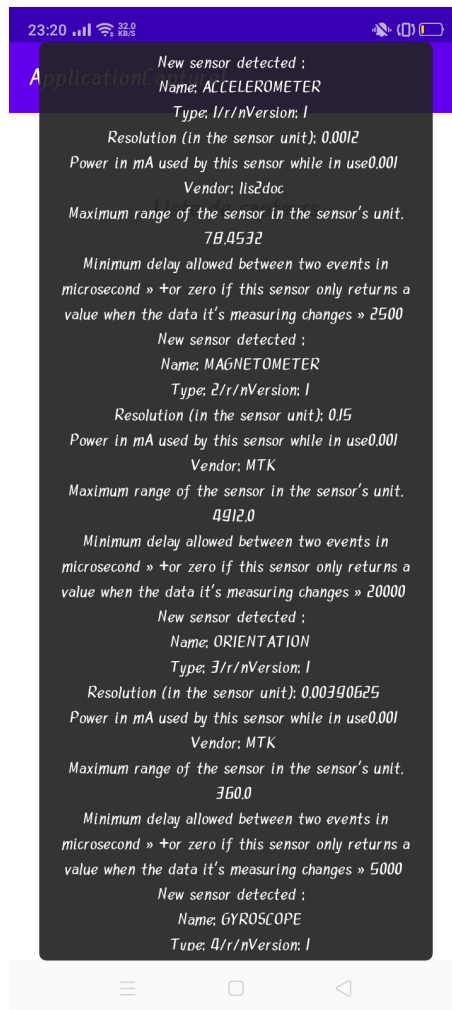 23:20 32.0 KB/S
ApplicationCapture1
New sensor detected :
Name: ACCELEROMETER
Type: 1/r/nVersion: 1
Resolution (in the sensor unit): 0.0012
Power in mA used by this sensor while in use0.001
Vendor: lis2doc
Liste de capteurs
Maximum range of the sensor in the sensor's unit.
78.4532
Minimum delay allowed between two events in
microsecond » +or zero if this sensor only returns a
value when the data it's measuring changes » 2500
New sensor detected :
Name: MAGNETOMETER
Type: 2/r/nVersion: 1
Resolution (in the sensor unit): 0.15
Power in mA used by this sensor while in use0.001
Vendor: MTK
Maximum range of the sensor in the sensor's unit.
4912.0
Minimum delay allowed between two events in
microsecond » +or zero if this sensor only returns a
value when the data it's measuring changes » 20000
New sensor detected :
Name: ORIENTATION
Type: 3/r/nVersion: 1
Resolution (in the sensor unit): 0.00390625
Power in mA used by this sensor while in use0.001
Vendor: MTK
Maximum range of the sensor in the sensor's unit.
360.0
Minimum delay allowed between two events in
microsecond » +or zero if this sensor only returns a
value when the data it's measuring changes » 5000
New sensor detected :
Name: GYROSCOPE
Type: 4/r/nVersion: 1